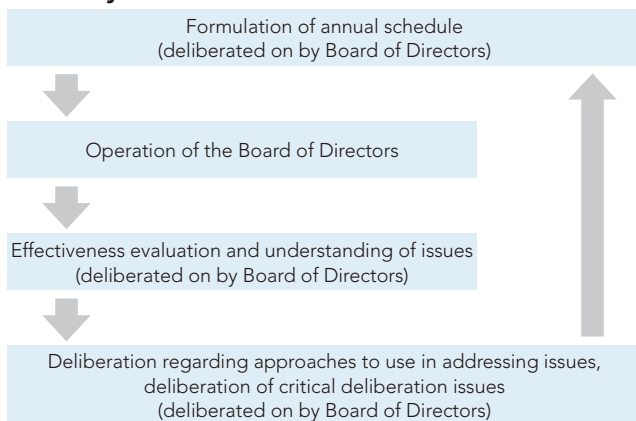 Formulation of annual schedule
(deliberated on by Board of Directors)
Operation of the Board of Directors
Effectiveness evaluation and understanding of issues
(deliberated on by Board of Directors)
Deliberation regarding approaches to use in addressing issues,
deliberation of critical deliberation issues
(deliberated on by Board of Directors)